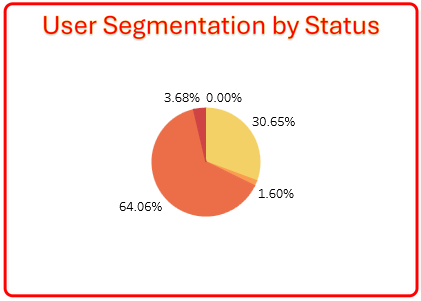 User Segmentation by Status
3.68% 0.00%
30.65%
1.60%
64.06%